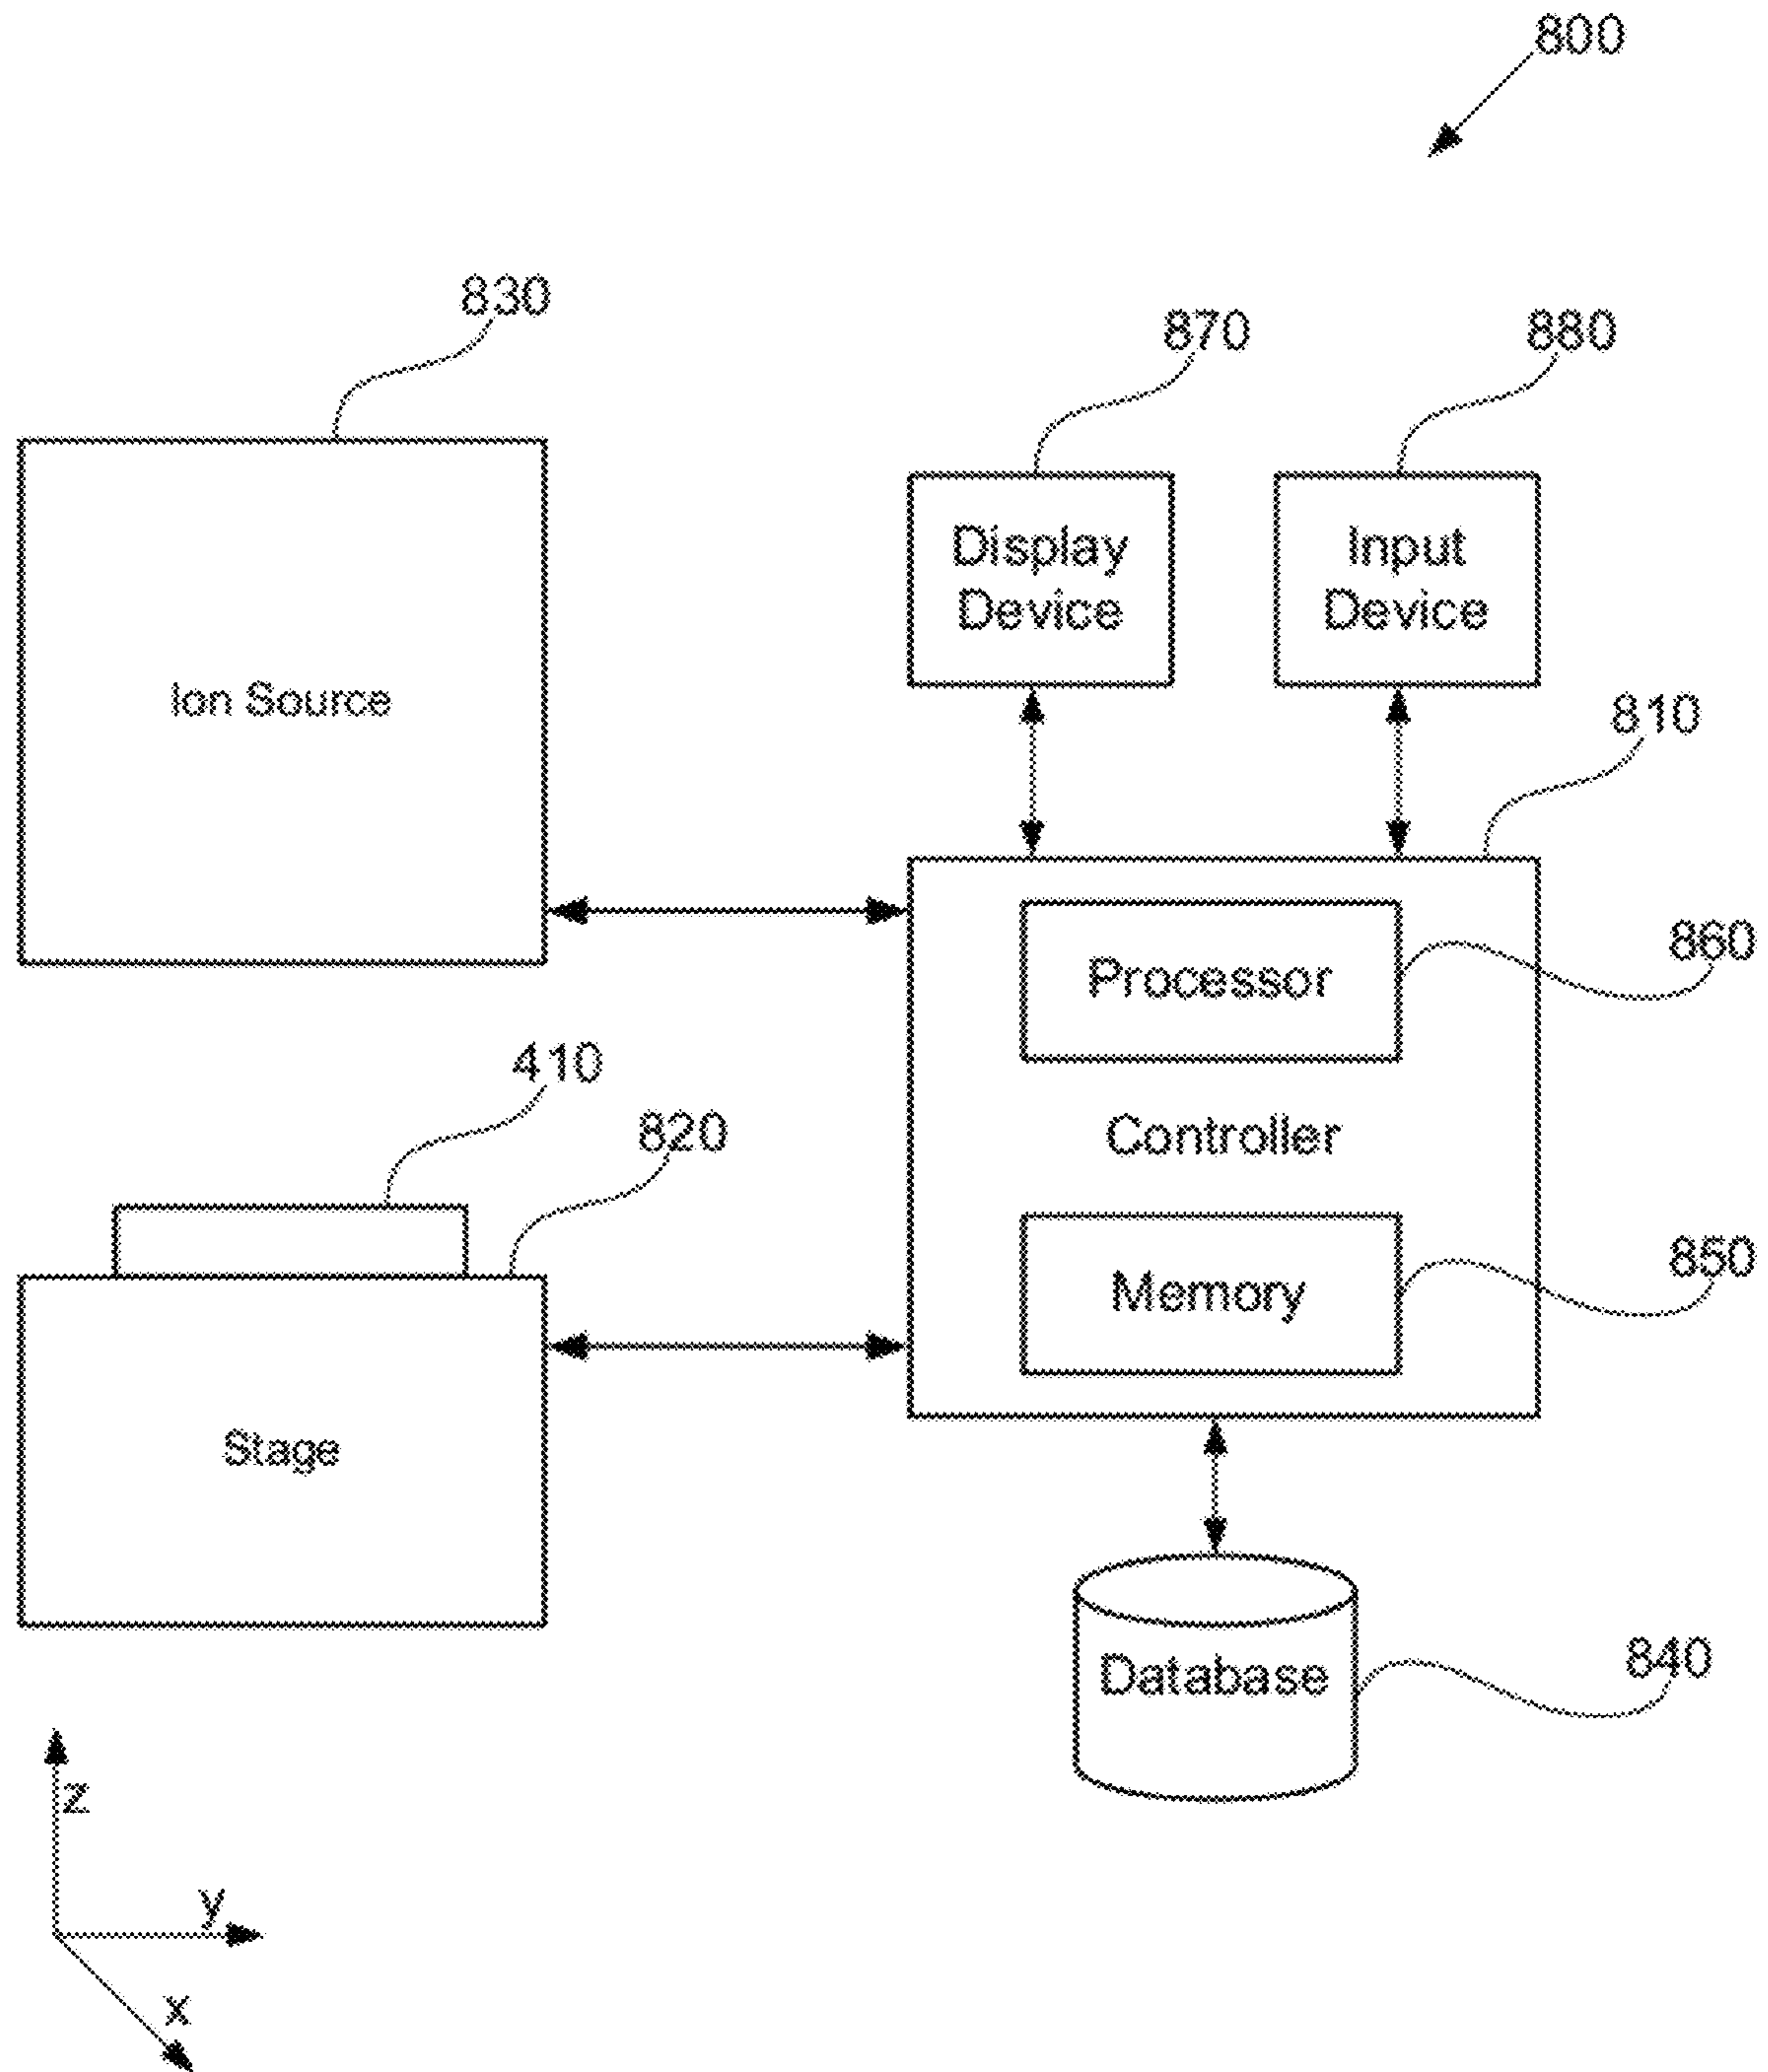 800
830
870
880
Display
Device
Input
Device
Ion Source
810
860
Processor
410
820
Controller
850
Memory
Stage
840
Database
z
y
x